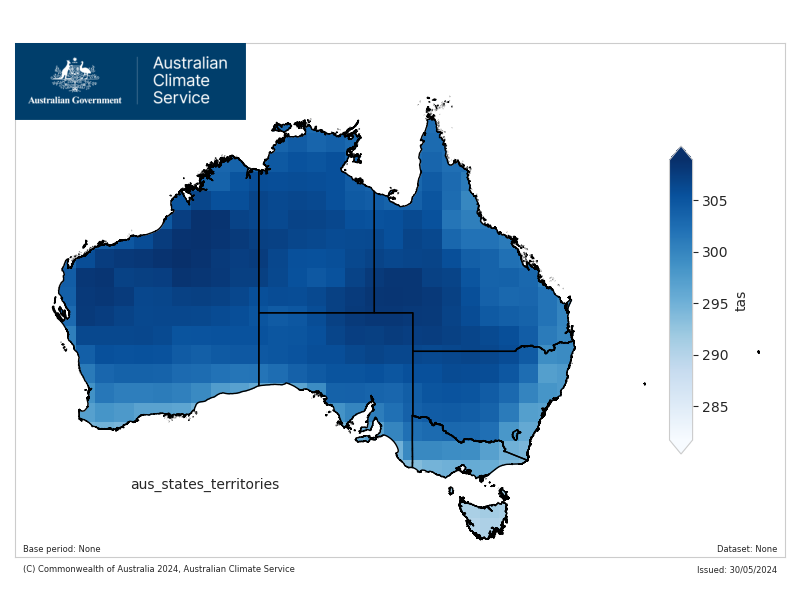 Australian
Climate
Service
Australian Government
305
300
295
290
285
tas
aus_states_territories
Base period: None
Dataset: None
(C) Commonwealth of Australia 2024, Australian Climate Service
Issued: 30/05/2024